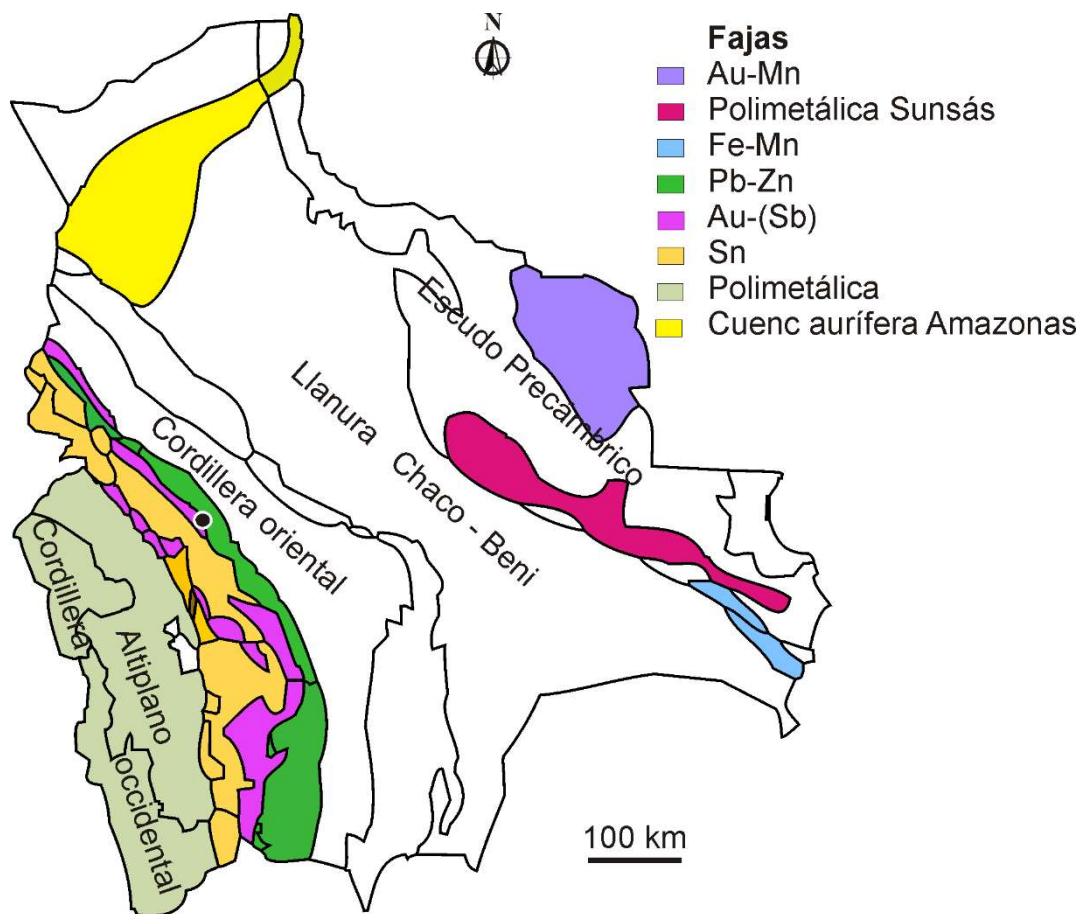 N
Fajas
Au-Mn
Polimetálica Sunsás
Fe-Mn
Pb-Zn
Au-(Sb)
Sn
Polimetálica
Cuenc aurífera Amazonas
Escudo Precámbrico
Llanura Chaco - Beni
Cordillera oriental
Cordillera occidental
Altiplano
100 km